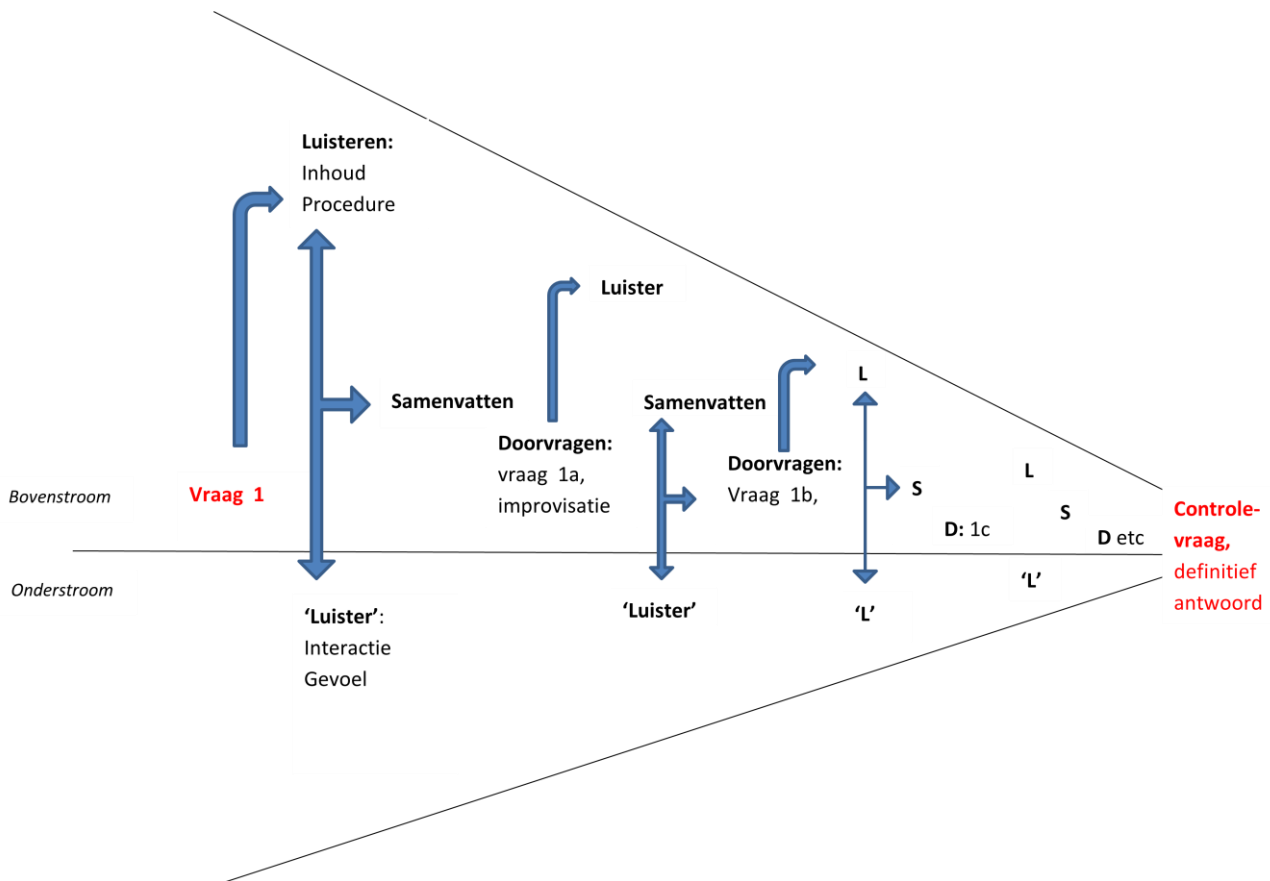 Luisteren:
Inhoud
Procedure
Luister
L
Samenvatten
Samenvatten
Doorvragen:
vraag 1a,
improvisatie
Doorvragen:
Vraag 1b,
L
S
S
Bovenstroom
Vraag 1
D: 1c
D etc
Controle-
vraag,
definitief
antwoord
Onderstroom
‘Luister’:
Interactie
Gevoel
‘Luister’
‘L’
‘L’